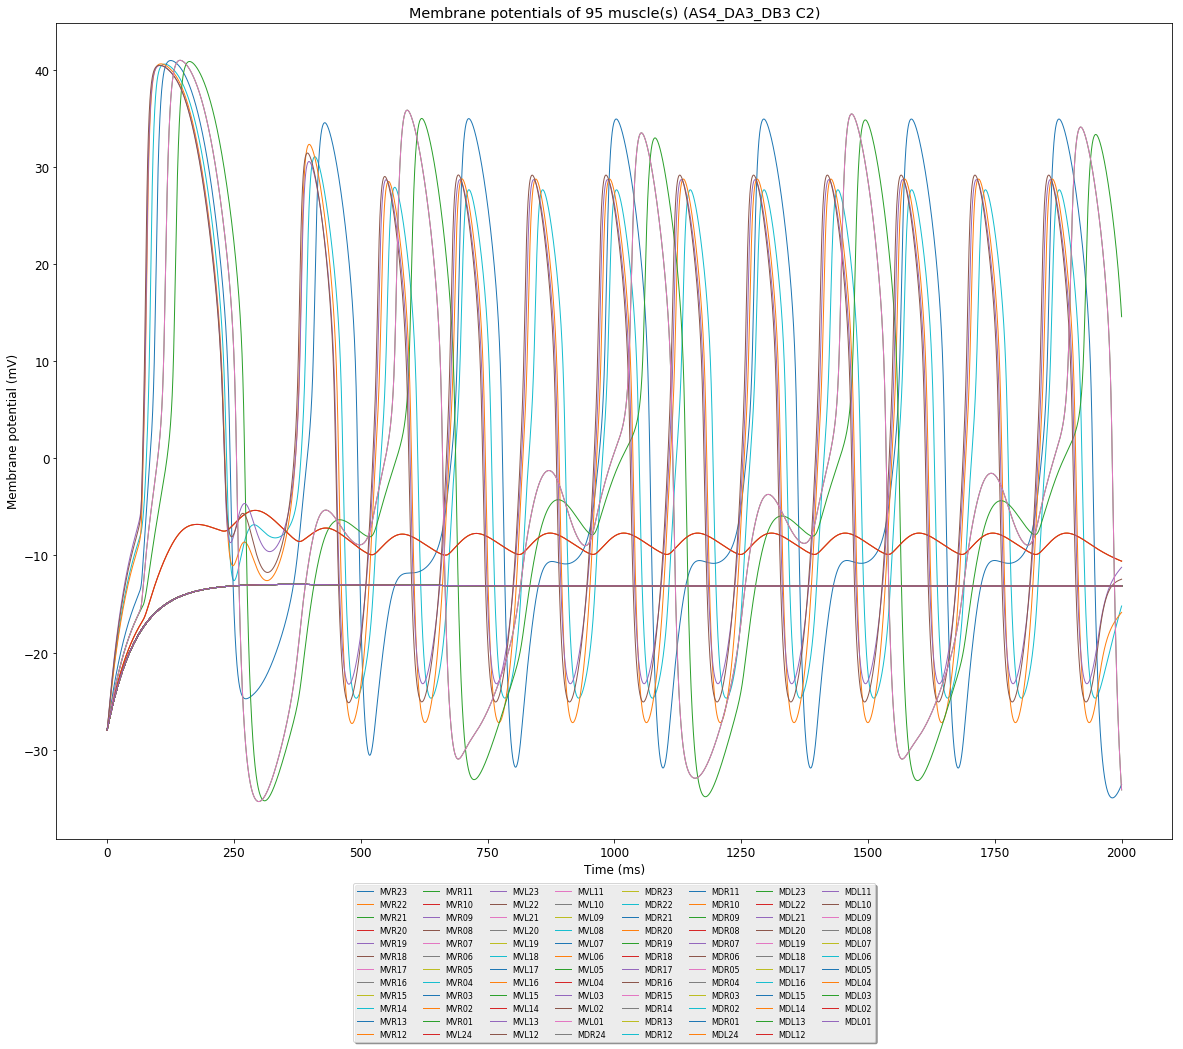 Membrane potentials of 95 muscle(s) (AS4_DA3_DB3 C2)
Membrane potential (mV)
40
30
20
10
0
−10
−20
−30
0 250 500 750 1000 1250 1500 1750 2000
Time (ms)
MVR23 MVR11 MVL23 MVL11 MDR23 MDR11 MDL23 MDL11
MVR22 MVR10 MVL22 MVL10 MDR22 MDR10 MDL22 MDL10
MVR21 MVR09 MVL21 MVL09 MDR21 MDR09 MDL21 MDL09
MVR20 MVR08 MVL20 MVL08 MDR20 MDR08 MDL20 MDL08
MVR19 MVR07 MVL19 MVL07 MDR19 MDR07 MDL19 MDL07
MVR18 MVR06 MVL18 MVL06 MDR18 MDR06 MDL18 MDL06
MVR17 MVR05 MVL17 MVL05 MDR17 MDR05 MDL17 MDL05
MVR16 MVR04 MVL16 MVL04 MDR16 MDR04 MDL16 MDL04
MVR15 MVR03 MVL15 MVL03 MDR15 MDR03 MDL15 MDL03
MVR14 MVR02 MVL14 MVL02 MDR14 MDR02 MDL14 MDL02
MVR13 MVR01 MVL13 MVL01 MDR13 MDR01 MDL13 MDL01
MVR12 MVL24 MVL12 MDR24 MDR12 MDL24 MDL12